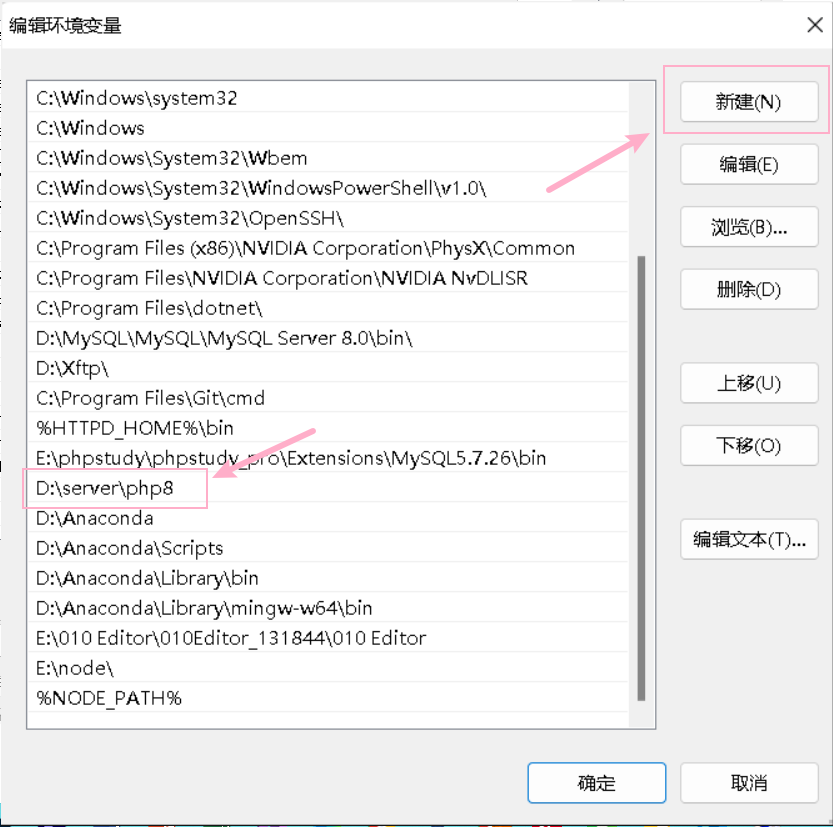 编辑环境变量
C:\Windows\system32
C:\Windows
C:\Windows\System32\Wbem
C:\Windows\System32\WindowsPowerShell\v1.0\
C:\Windows\System32\OpenSSH\
C:\Program Files (x86)\NVIDIA Corporation\PhysX\Common
C:\Program Files\NVIDIA Corporation\NVIDIA NvDLISR
C:\Program Files\dotnet\
D:\MySQL\MySQL\MySQL Server 8.0\bin\
D:\Xftp\
C:\Program Files\Git\cmd
%HTTPD_HOME%\bin
E:\phpstudy\phpstudy_pro\Extensions\MySQL5.7.26\bin
D:\server\php8
D:\Anaconda
D:\Anaconda\Scripts
D:\Anaconda\Library\bin
D:\Anaconda\Library\mingw-w64\bin
E:\010 Editor\010Editor_131844\010 Editor
E:\node\
%NODE_PATH%
新建(N)
编辑(E)
浏览(B)...
删除(D)
上移(U)
下移(O)
编辑文本(T)...
确定
取消